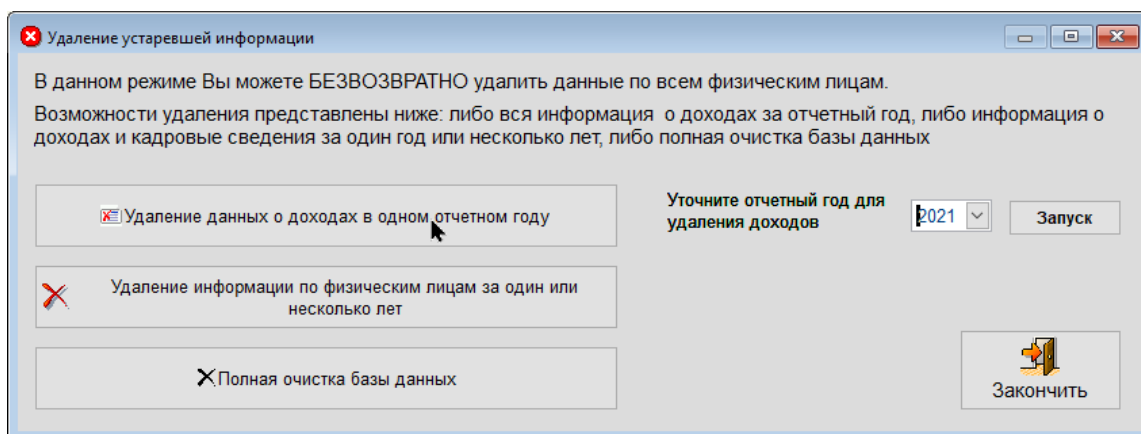 Удаление устаревшей информации
В данном режиме Вы можете БЕЗВОЗВРАТНО удалить данные по всем физическим лицам.
Возможности удаления представлены ниже: либо вся информация о доходах за отчетный год, либо информация о
доходах и кадровые сведения за один год или несколько лет, либо полная очистка базы данных
Удаление данных о доходах в одном отчетном году
Уточните отчетный год для
удаления доходов
2021
Запуск
Удаление информации по физическим лицам за один или
несколько лет
Полная очистка базы данных
Закончить